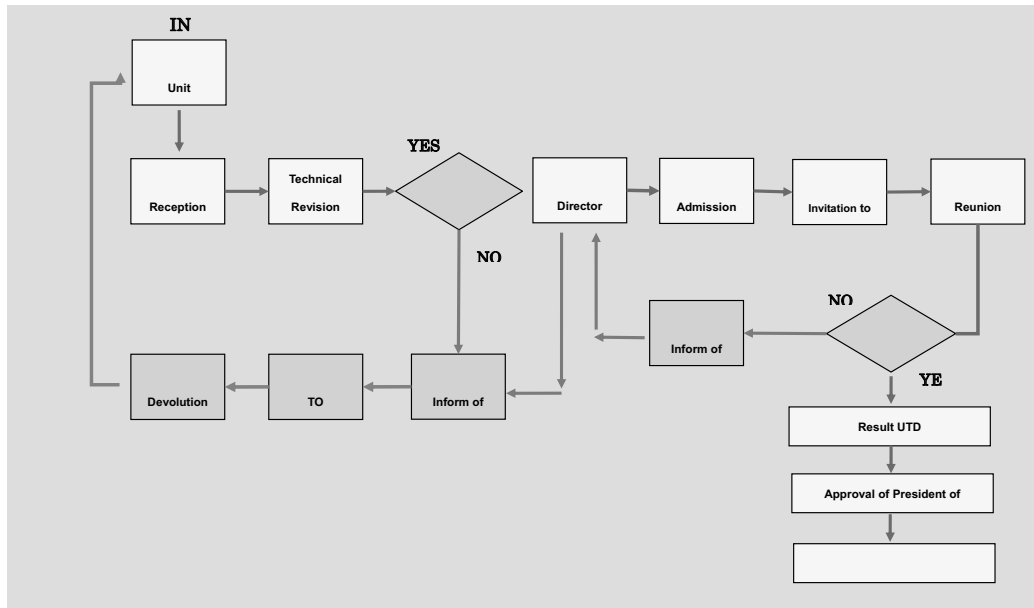 IN
Unit
YES
Reception
Technical
Revision
Director
Admission
Invitation to
Reunion
NO
NO
Devolution
TO
Inform of
Inform of
YE
Result UTD
Approval of President of